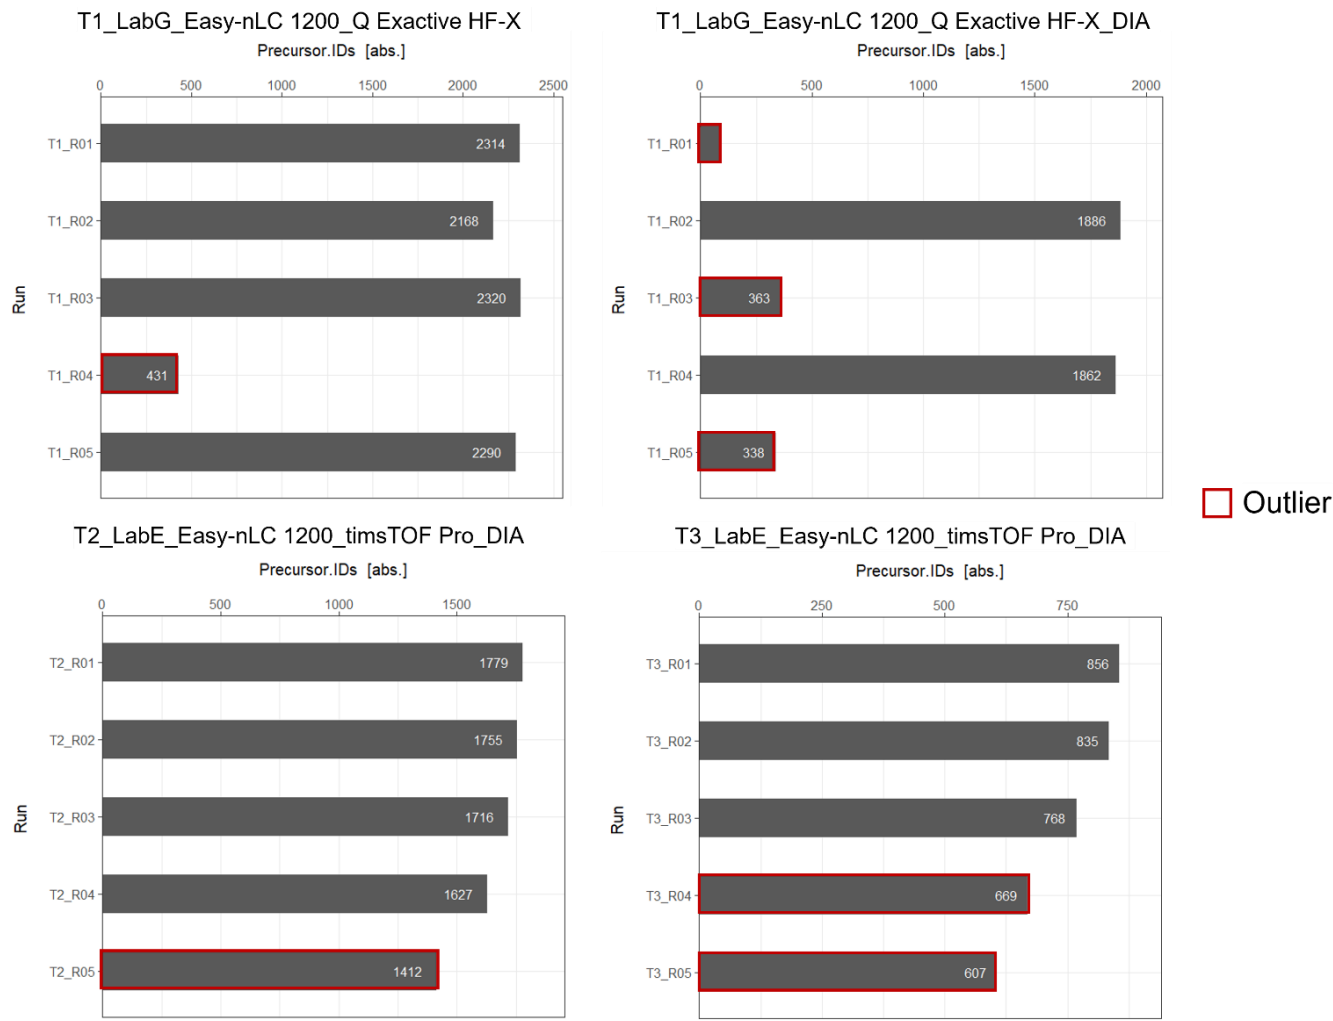 T1_LabG_Easy-nLC 1200_Q Exactive HF-X
Precursor.IDs [abs.]
0 500 1000 1500 2000 2500
T1_R01 2314
T1_R02 2168
T1_R03 2320
T1_R04 431
T1_R05 2290
Run
T1_LabG_Easy-nLC 1200_Q Exactive HF-X_DIA
Precursor.IDs [abs.]
0 500 1000 1500 2000
T1_R01
T1_R02 1886
T1_R03 363
T1_R04 1862
T1_R05 338
Run
Outlier
T2_LabE_Easy-nLC 1200_timsTOF Pro_DIA
Precursor.IDs [abs.]
0 500 1000 1500
T2_R01 1779
T2_R02 1755
T2_R03 1716
T2_R04 1627
T2_R05 1412
Run
T3_LabE_Easy-nLC 1200_timsTOF Pro_DIA
Precursor.IDs [abs.]
0 250 500 750
T3_R01 856
T3_R02 835
T3_R03 768
T3_R04 669
T3_R05 607
Run